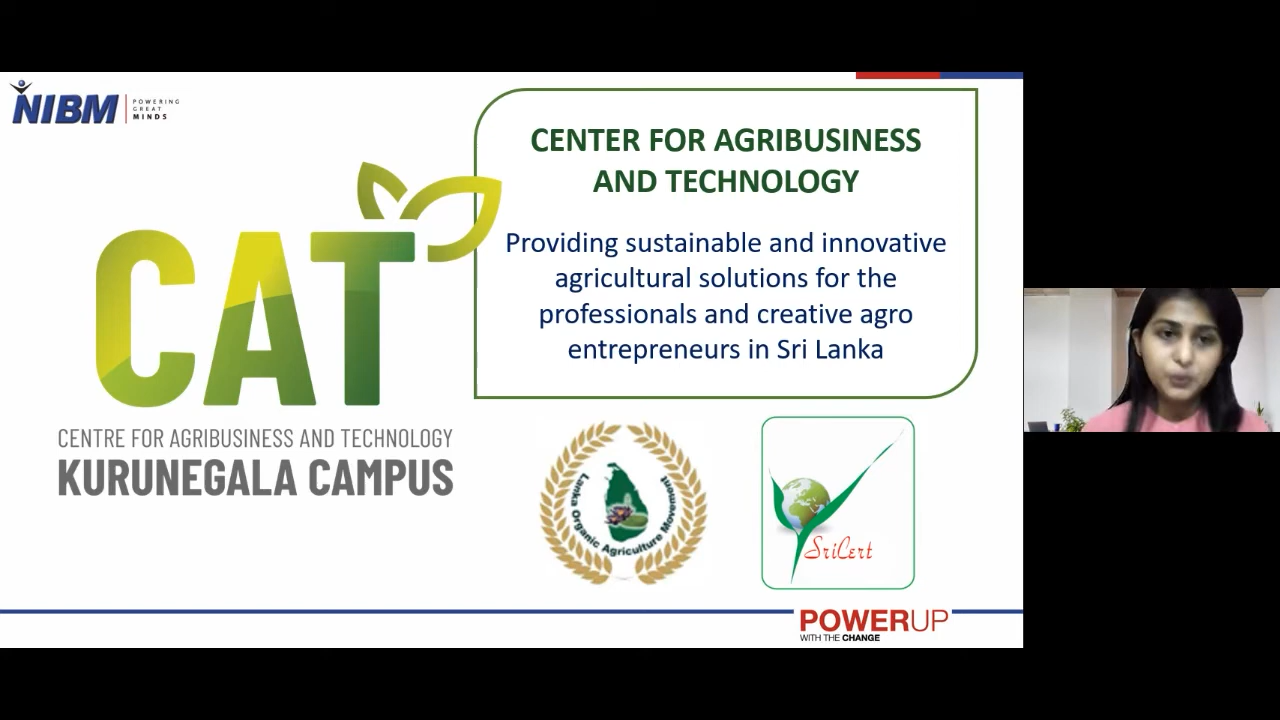 NIBM
POWERING
GREAT
MINDS
CENTER FOR AGRIBUSINESS
AND TECHNOLOGY
Providing sustainable and innovative
agricultural solutions for the
professionals and creative agro
entrepreneurs in Sri Lanka
CAT
CENTRE FOR AGRIBUSINESS AND TECHNOLOGY
KURUNEGALA CAMPUS
Lanka Organic Agriculture Movement
SriCert
POWERUP
WITH THE CHANGE